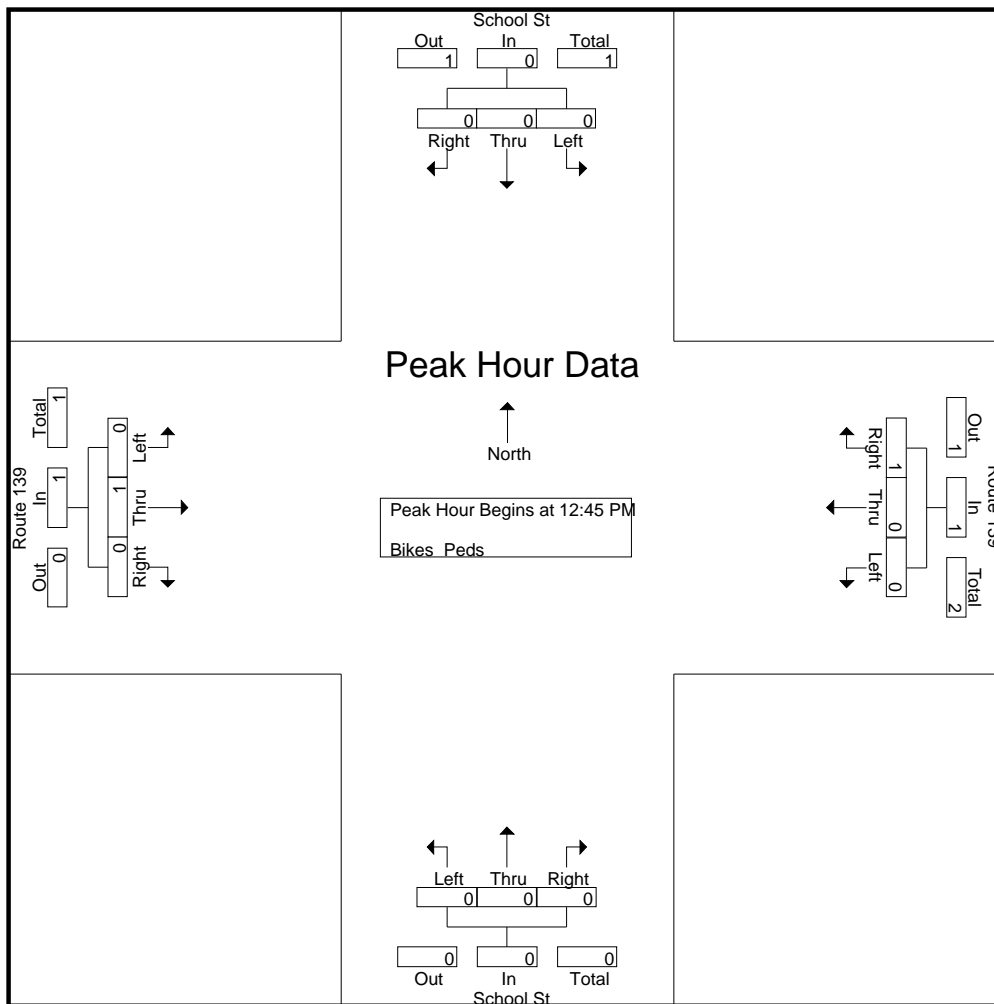 School St
Out In Total
1 0 1
0 0 0
Right Thru Left
Peak Hour Data
North
Peak Hour Begins at 12:45 PM
Bikes Peds
Route 139
Total In Out
1 1 0
0 1 0
Left Thru Right
Route 139
Out In Total
1 1 2
1 0 0
Right Thru Left
Left Thru Right
0 0 0
0 0 0
Out In Total
School St